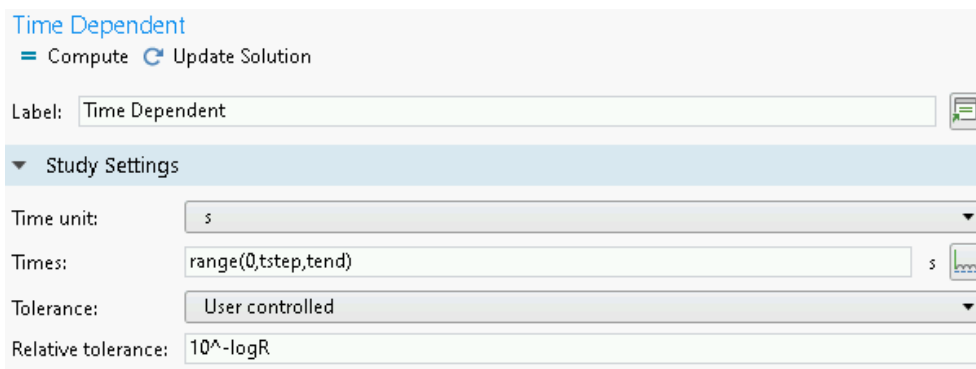 Time Dependent
= Compute Update Solution
Label: Time Dependent
Study Settings
Time unit: s
Times: range(0,tstep,tend) s
Tolerance: User controlled
Relative tolerance: 10^-logR